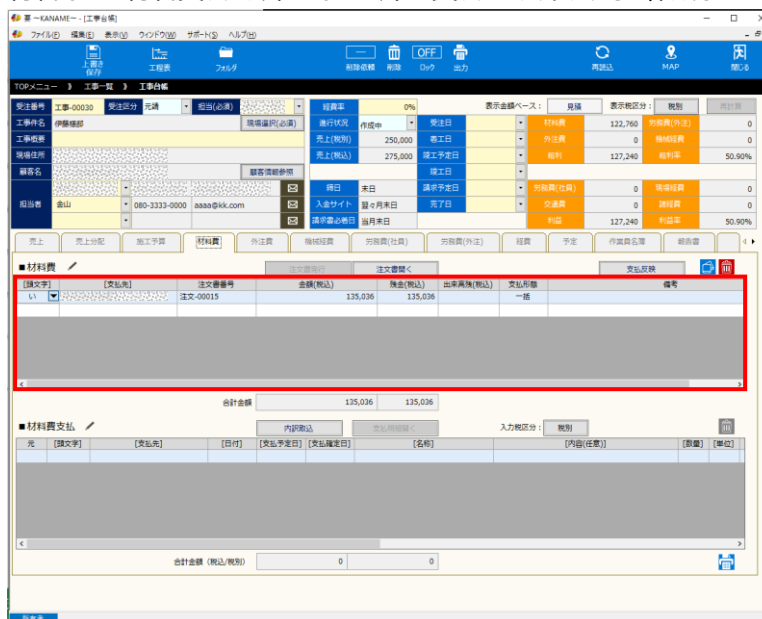 要 ～KANAME～ - [工事台帳]
ファイル(F) 編集(E) 表示(V) ウィンドウ(W) サポート(S) ヘルプ(H)
上書き保存 工程表 フォルダ 削除依頼 削除 OFF ロック 出力 再読込 MAP 閉じる
TOPメニュー 》 工事一覧 》 工事台帳
受注番号 工事-00030 受注区分 元請 担当(必須) 経費率 0% 表示金額ベース： 見積 表示税区分： 税別 再計算
工事件名 伊藤様邸 現場選択(必須) 進行状況 作成中 受注日 材料費 122,760 労務費(外注) 0
工事概要 売上(税別) 250,000 着工日 外注費 0 機械経費 0
現場住所 売上(税込) 275,000 竣工予定日 粗利 127,240 粗利率 50.90%
顧客名 顧客情報参照 竣工日
締日 末日 請求予定日 労務費(社員) 0 現場経費 0
担当者 金山 080-3333-0000 aaaa@kk.com 入金サイト 翌々月末日 完了日 交通費 0 諸経費 0
請求書必着日 当月末日 利益 127,240 利益率 50.90%
売上 売上分配 施工予算 材料費 外注費 機械経費 労務費(社員) 労務費(外注) 経費 予定 作業員名簿 報告書
■材料費 注文書発行 注文書開く 支払反映
[頭文字] [支払先] 注文書番号 金額(税込) 残金(税込) 出来高残(税込) 支払形態 備考
い 注文-00015 135,036 135,036 一括
合計金額 135,036 135,036
■材料費支払 内訳取込 支払明細開く 入力税区分： 税別
元 [頭文字] [支払先] [日付] [支払予定日] [支払確定日] [名称] [内容(任意)] [数量] [単位]
合計金額（税込/税別） 0 0